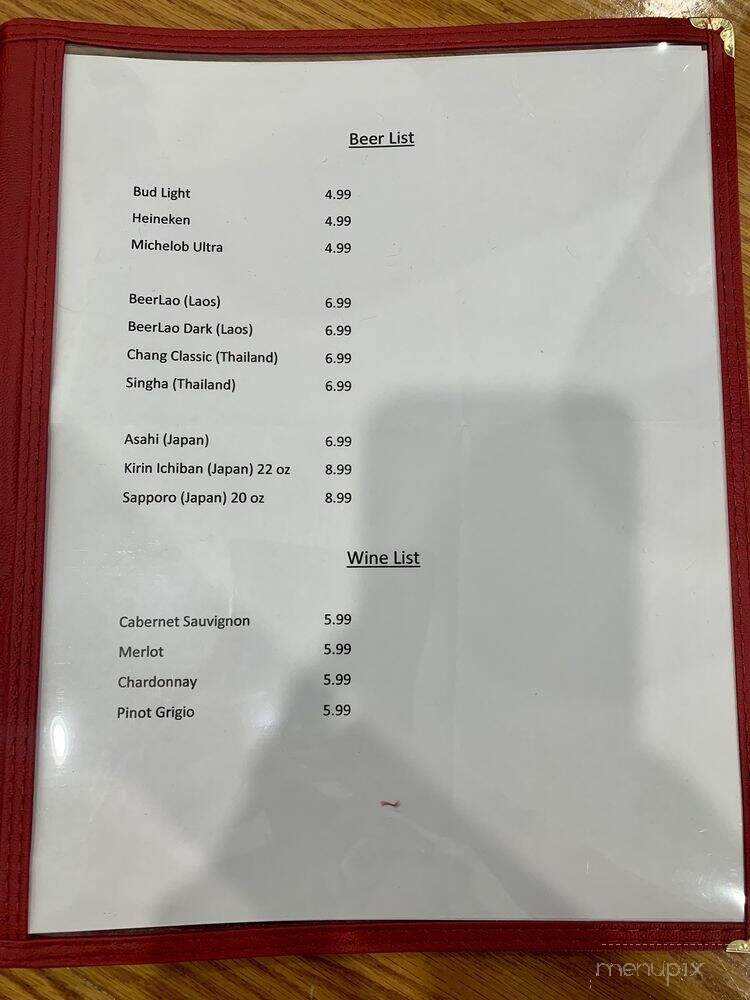 Beer List
Bud Light 4.99
Heineken 4.99
Michelob Ultra 4.99
BeerLao (Laos) 6.99
BeerLao Dark (Laos) 6.99
Chang Classic (Thailand) 6.99
Singha (Thailand) 6.99
Asahi (Japan) 6.99
Kirin Ichiban (Japan) 22 oz 8.99
Sapporo (Japan) 20 oz 8.99
Wine List
Cabernet Sauvignon 5.99
Merlot 5.99
Chardonnay 5.99
Pinot Grigio 5.99
menupix